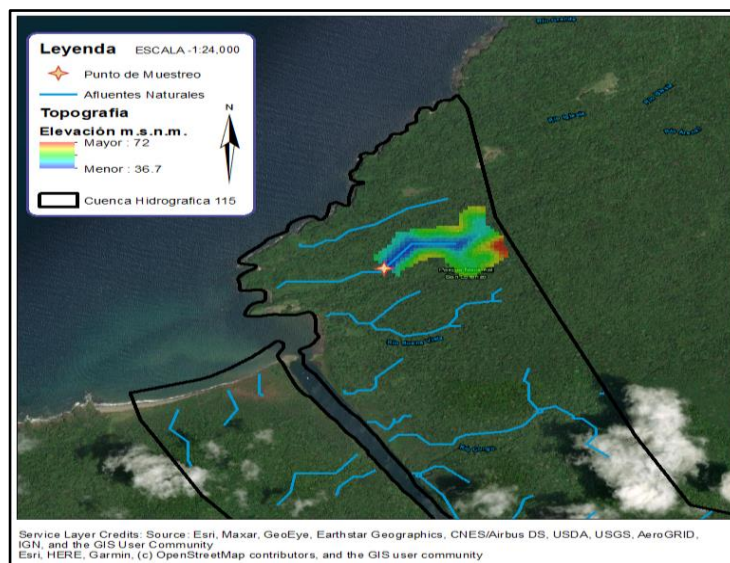 Leyenda
ESCALA -1:24,000
Punto de Muestreo
Afluentes Naturales
Topografia
N
Elevación m.s.n.m.
Mayor : 72
Menor : 36.7
Cuenca Hidrografica 115
Service Layer Credits: Source: Esri, Maxar, GeoEye, Earthstar Geographics, CNES/Airbus DS, USDA, USGS, AeroGRID,
IGN, and the GIS User Community
Esri, HERE, Garmin, (c) OpenStreetMap contributors, and the GIS user community